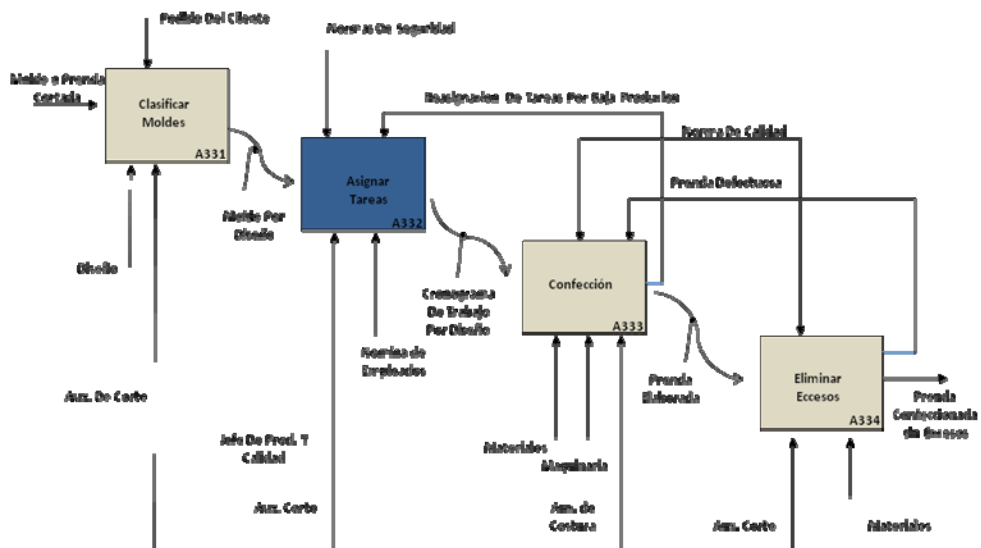 Pedido Del Cliente
Normas De Seguridad
Molde o Prenda
Cortada
Clasificar
Moldes
A331
Reasignacion De Tareas Por Baja Produccion
Norma De Calidad
Asignar
Tareas
A332
Prenda Defectuosa
Molde Por
Diseño
Diseño
Confección
A333
Cronograma
De Trabajo
Por Diseño
Nomina de
Empleados
Eliminar
Eccesos
A334
Prenda
Elaborada
Prenda
Confeccionada
sin Excesos
Aux. De Corte
Jefe De Prod. Y
Calidad
Materiales
Maquinaria
Aux. Corte
Aux. de
Costura
Aux. Corte
Materiales